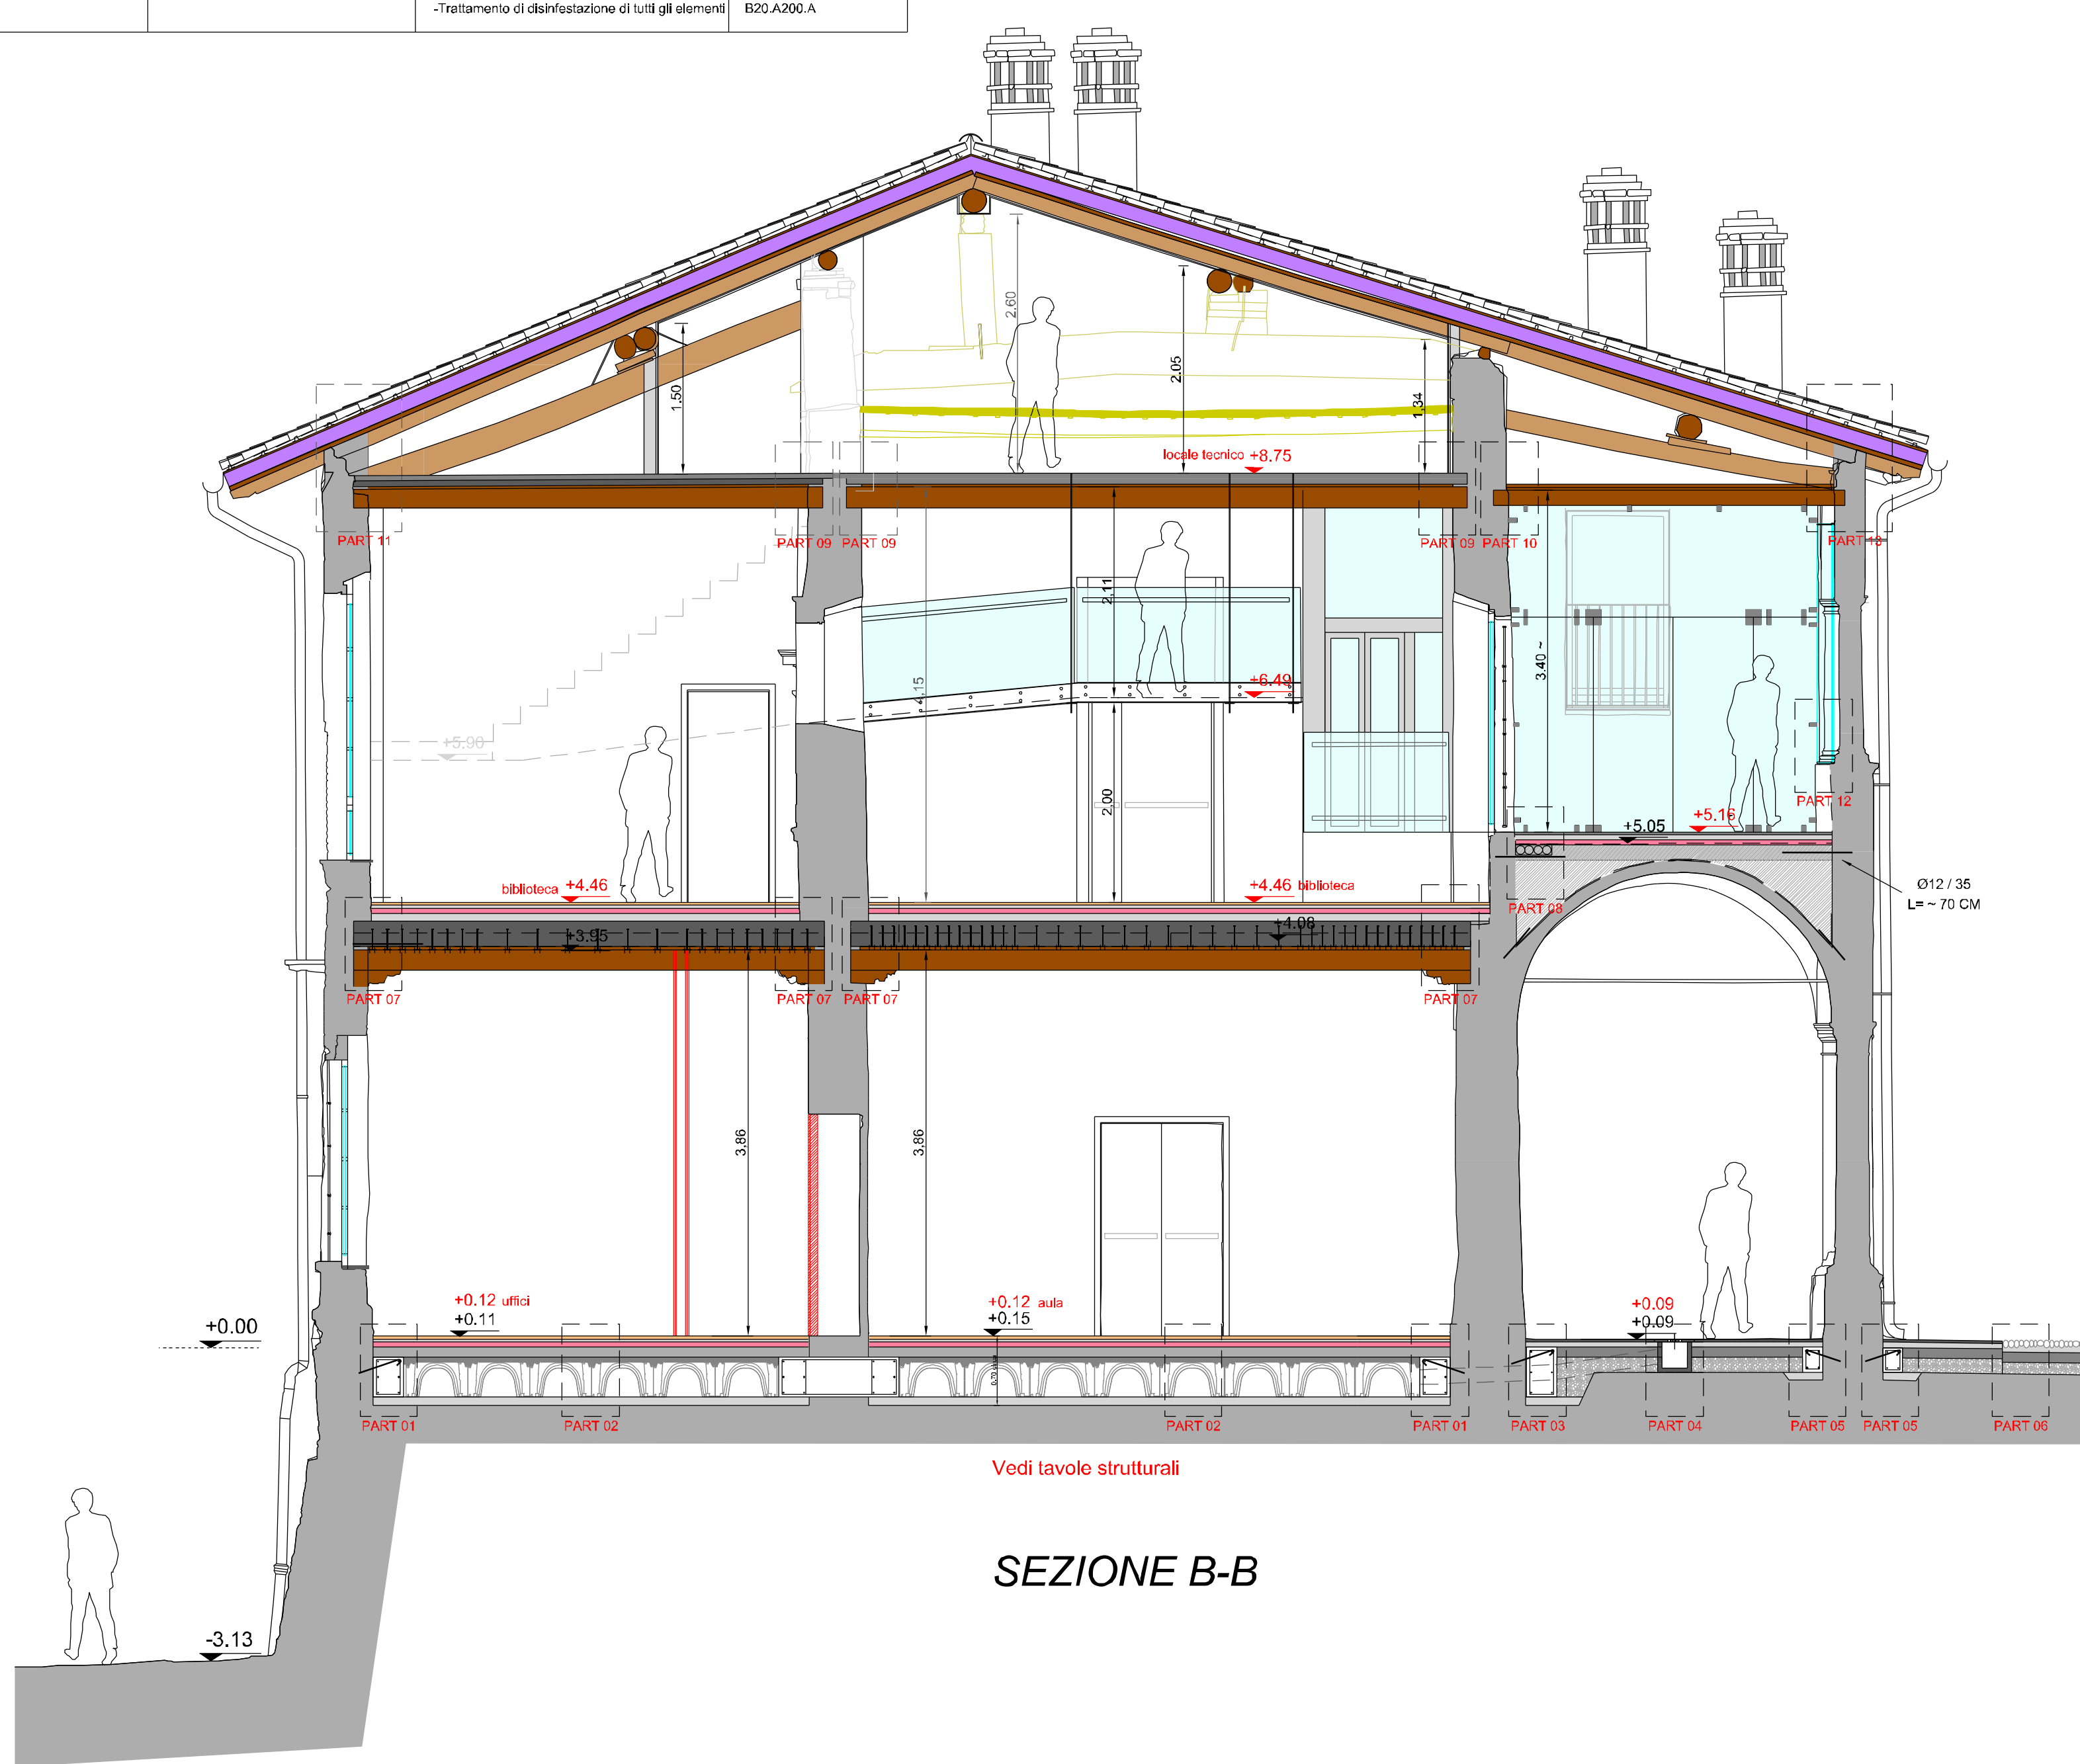 -Trattamento di disinfestazione di tutti gli elementi B20.A200.A
2.60
2.05
1.50
1,34
locale tecnico +8.75
PART 11
PART 09 PART 09
PART 09 PART 10
PART 13
2,11
3.40 ~
+6.49
+5.90
2.00
PART 12
+5.16
+5.05
biblioteca +4.46
+4.46 biblioteca
Ø12 / 35
L= ~ 70 CM
PART 08
+3.95
+4.08
PART 07
PART 07 PART 07
PART 07
3,86
3,86
+0.12 uffici
+0.11
+0.12 aula
+0.15
+0.09
+0.09
+0.00
PART 01
PART 02
PART 02
PART 01
PART 03
PART 04
PART 05
PART 05
PART 06
Vedi tavole strutturali
SEZIONE B-B
-3.13